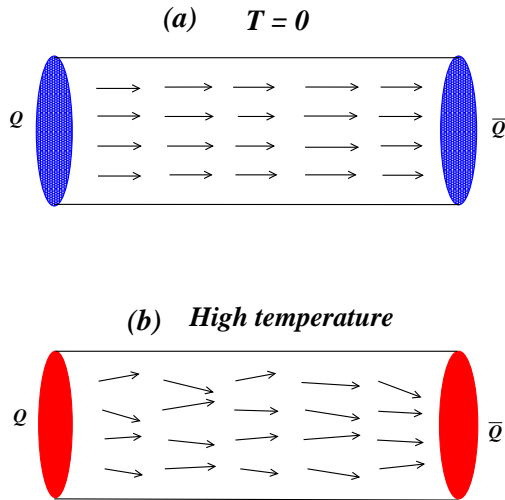 (a) T = 0
Q Q̅
(b) High temperature
Q Q̅